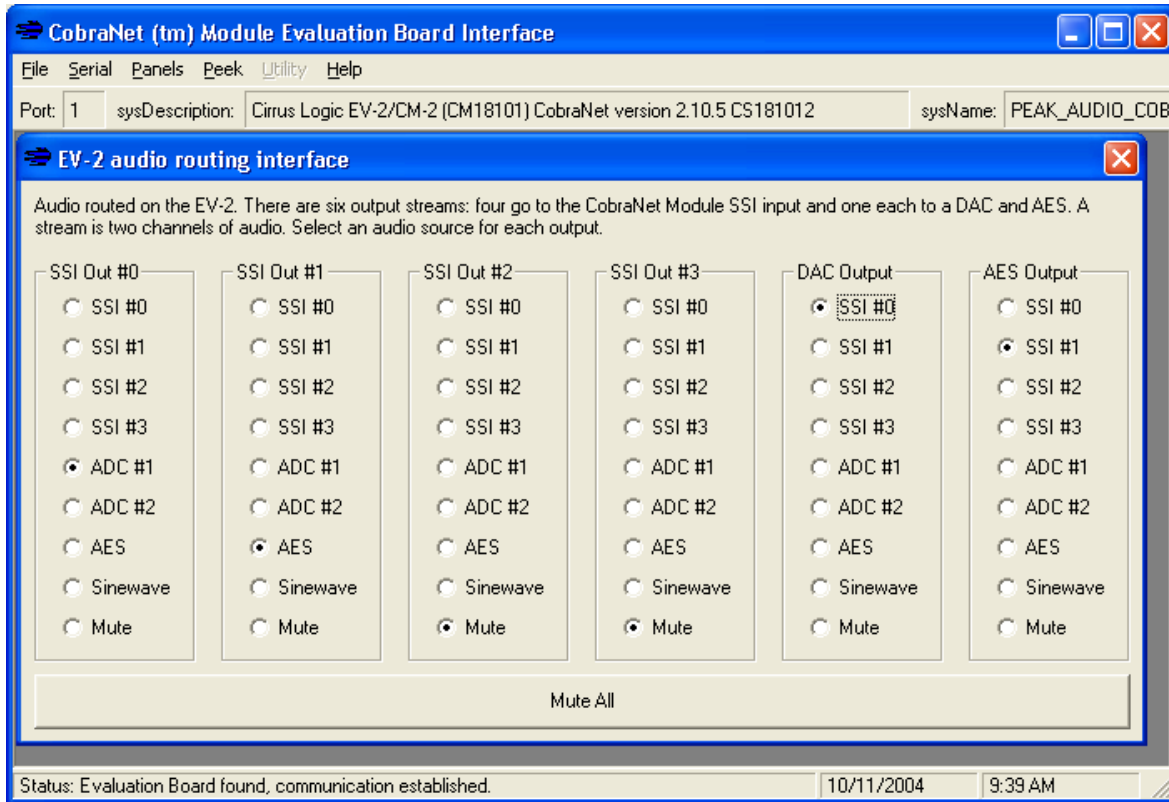 CobraNet (tm) Module Evaluation Board Interface
File Serial Panels Peek Utility Help
Port: 1 sysDescription: Cirrus Logic EV-2/CM-2 (CM18101) CobraNet version 2.10.5 CS181012 sysName: PEAK_AUDIO_COB
EV-2 audio routing interface
Audio routed on the EV-2. There are six output streams: four go to the CobraNet Module SSI input and one each to a DAC and AES. A
stream is two channels of audio. Select an audio source for each output.
SSI Out #0 SSI Out #1 SSI Out #2 SSI Out #3 DAC Output AES Output
SSI #0 SSI #0 SSI #0 SSI #0 SSI #0 SSI #0
SSI #1 SSI #1 SSI #1 SSI #1 SSI #1 SSI #1
SSI #2 SSI #2 SSI #2 SSI #2 SSI #2 SSI #2
SSI #3 SSI #3 SSI #3 SSI #3 SSI #3 SSI #3
ADC #1 ADC #1 ADC #1 ADC #1 ADC #1 ADC #1
ADC #2 ADC #2 ADC #2 ADC #2 ADC #2 ADC #2
AES AES AES AES AES AES
Sinewave Sinewave Sinewave Sinewave Sinewave Sinewave
Mute Mute Mute Mute Mute Mute
Mute All
Status: Evaluation Board found, communication established. 10/11/2004 9:39 AM